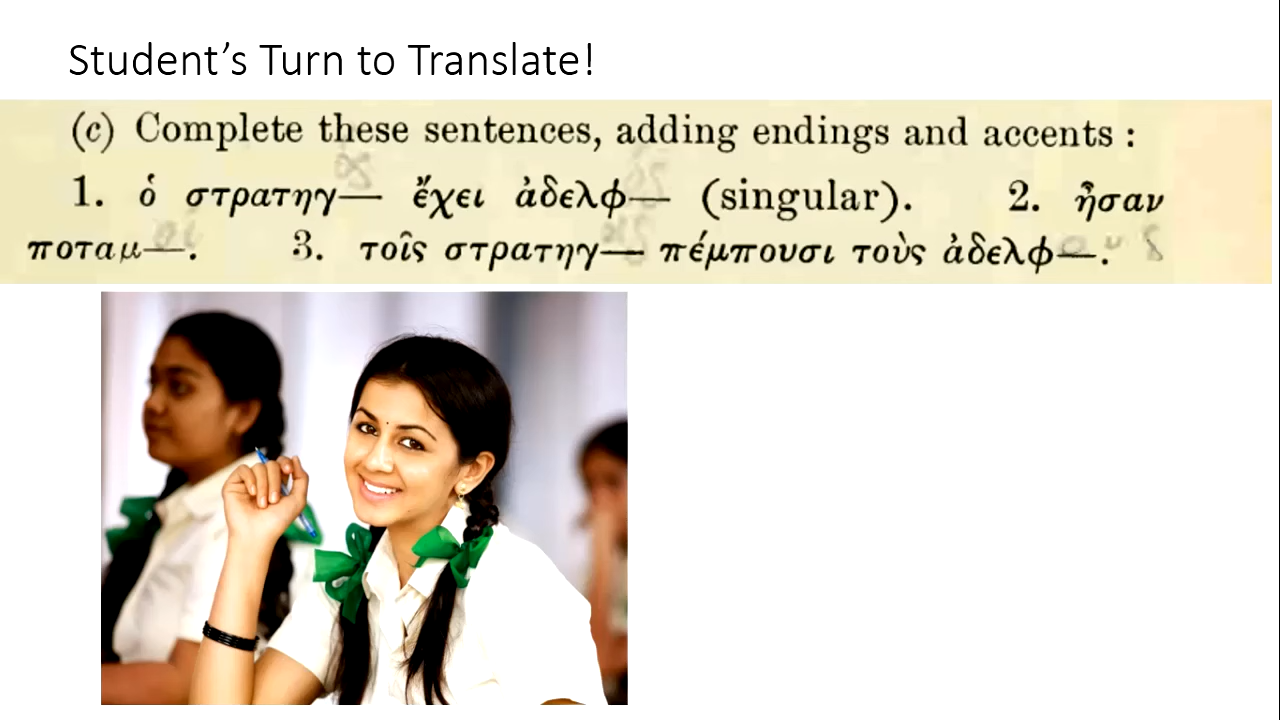 Student’s Turn to Translate!
(c) Complete these sentences, adding endings and accents :
1. ὁ στρατηγ— ἔχει ἀδελφ— (singular). 2. ἦσαν
ποταμ—. 3. τοῖς στρατηγ— πέμπουσι τοὺς ἀδελφ—.